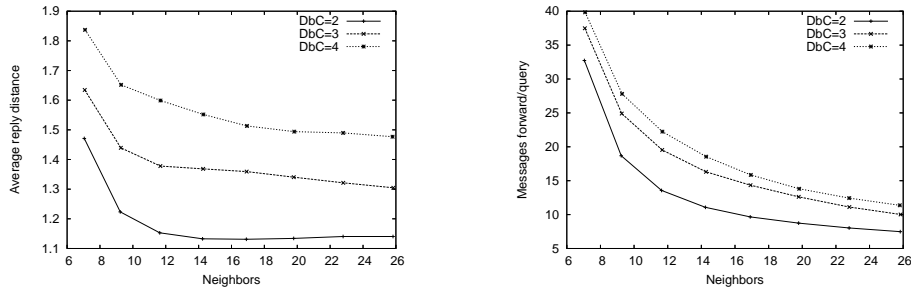 Average reply distance
1.9
1.8
1.7
1.6
1.5
1.4
1.3
1.2
1.1
6 8 10 12 14 16 18 20 22 24 26
Neighbors
DbC=2
DbC=3
DbC=4
Messages forward/query
40
35
30
25
20
15
10
5
6 8 10 12 14 16 18 20 22 24 26
Neighbors
DbC=2
DbC=3
DbC=4